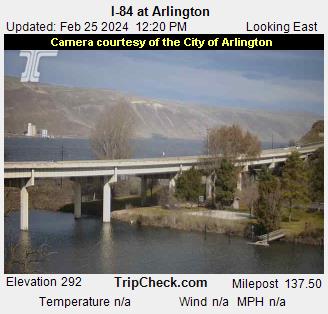 I-84 at Arlington
Updated: Feb 25 2024 12:20 PM Looking East
Camera courtesy of the City of Arlington
Elevation 292 TripCheck.com Milepost 137.50
Temperature n/a Wind n/a MPH n/a